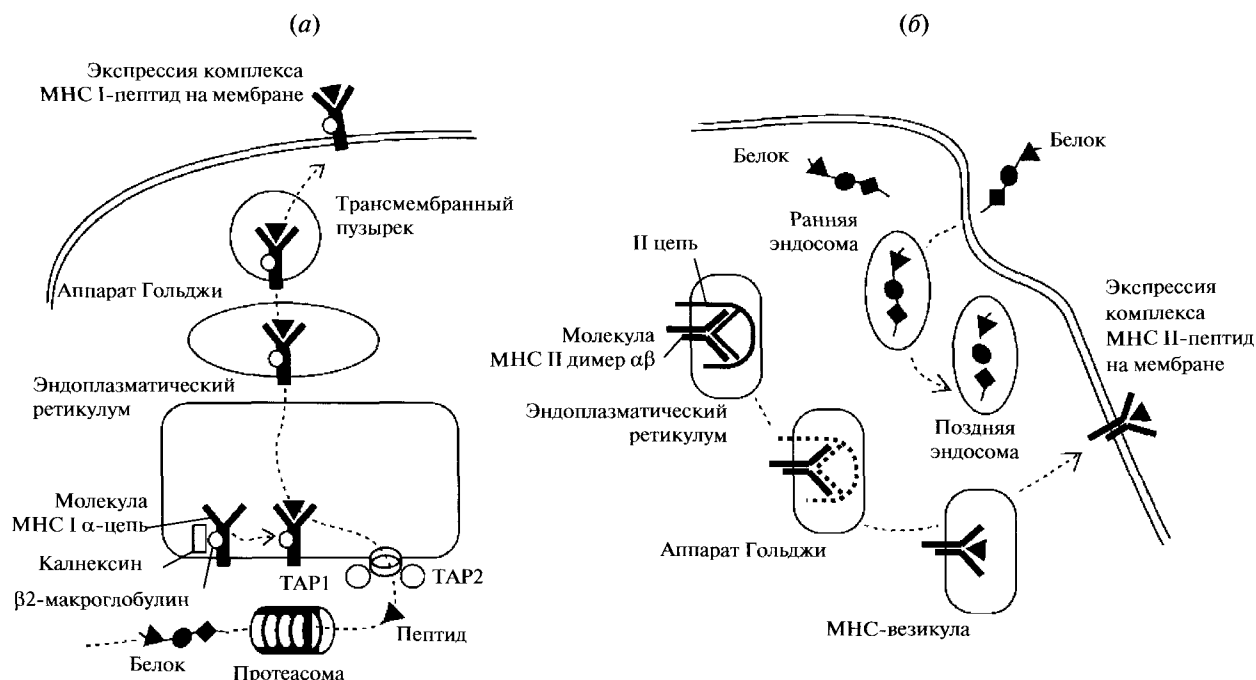 (а)
Экспрессия комплекса
МНС I-пептид на мембране
Трансмембранный
пузырек
Аппарат Гольджи
Эндоплазматический
ретикулум
Молекула
МНС I α-цепь
Калнексин
β2-макроглобулин
TAP1
TAP2
Пептид
Белок
Протеасома
(б)
Белок
Белок
Ранняя
эндосома
II цепь
Молекула
МНС II димер αβ
Экспрессия
комплекса
МНС II-пептид
на мембране
Эндоплазматический
ретикулум
Поздняя
эндосома
Аппарат Гольджи
МНС-везикула